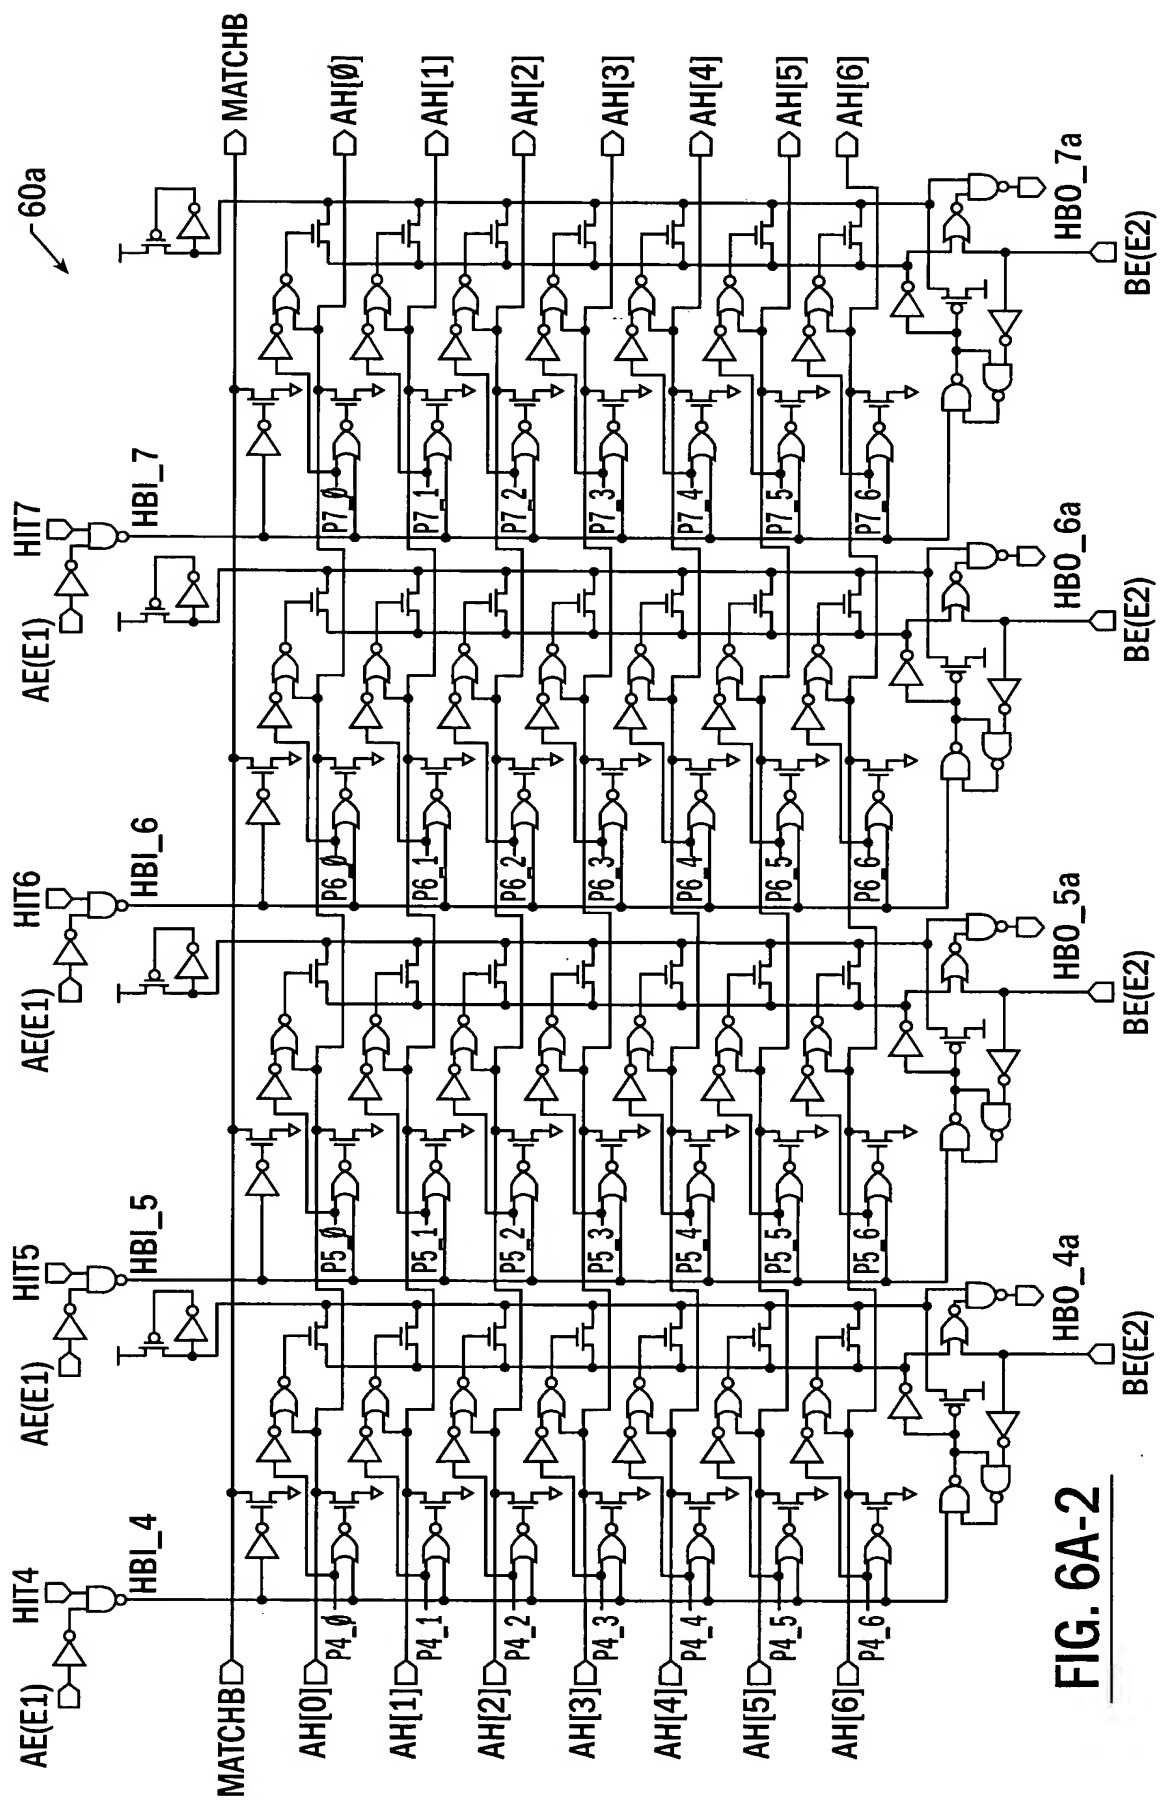 60a
HIT4
HIT5
HIT6
HIT7
AE(E1)
AE(E1)
AE(E1)
AE(E1)
HBI_4
HBI_5
HBI_6
HBI_7
MATCHB
MATCHB
AH[0]
P4_0
P5_0
P6_0
P7_0
AH[0]
AH[1]
P4_1
P5_1
P6_1
P7_1
AH[1]
AH[2]
P4_2
P5_2
P6_2
P7_2
AH[2]
AH[3]
P4_3
P5_3
P6_3
P7_3
AH[3]
AH[4]
P4_4
P5_4
P6_4
P7_4
AH[4]
AH[5]
P4_5
P5_5
P6_5
P7_5
AH[5]
AH[6]
P4_6
P5_6
P6_6
P7_6
AH[6]
HBO_4a
HBO_5a
HBO_6a
HBO_7a
BE(E2)
BE(E2)
BE(E2)
BE(E2)
FIG. 6A-2